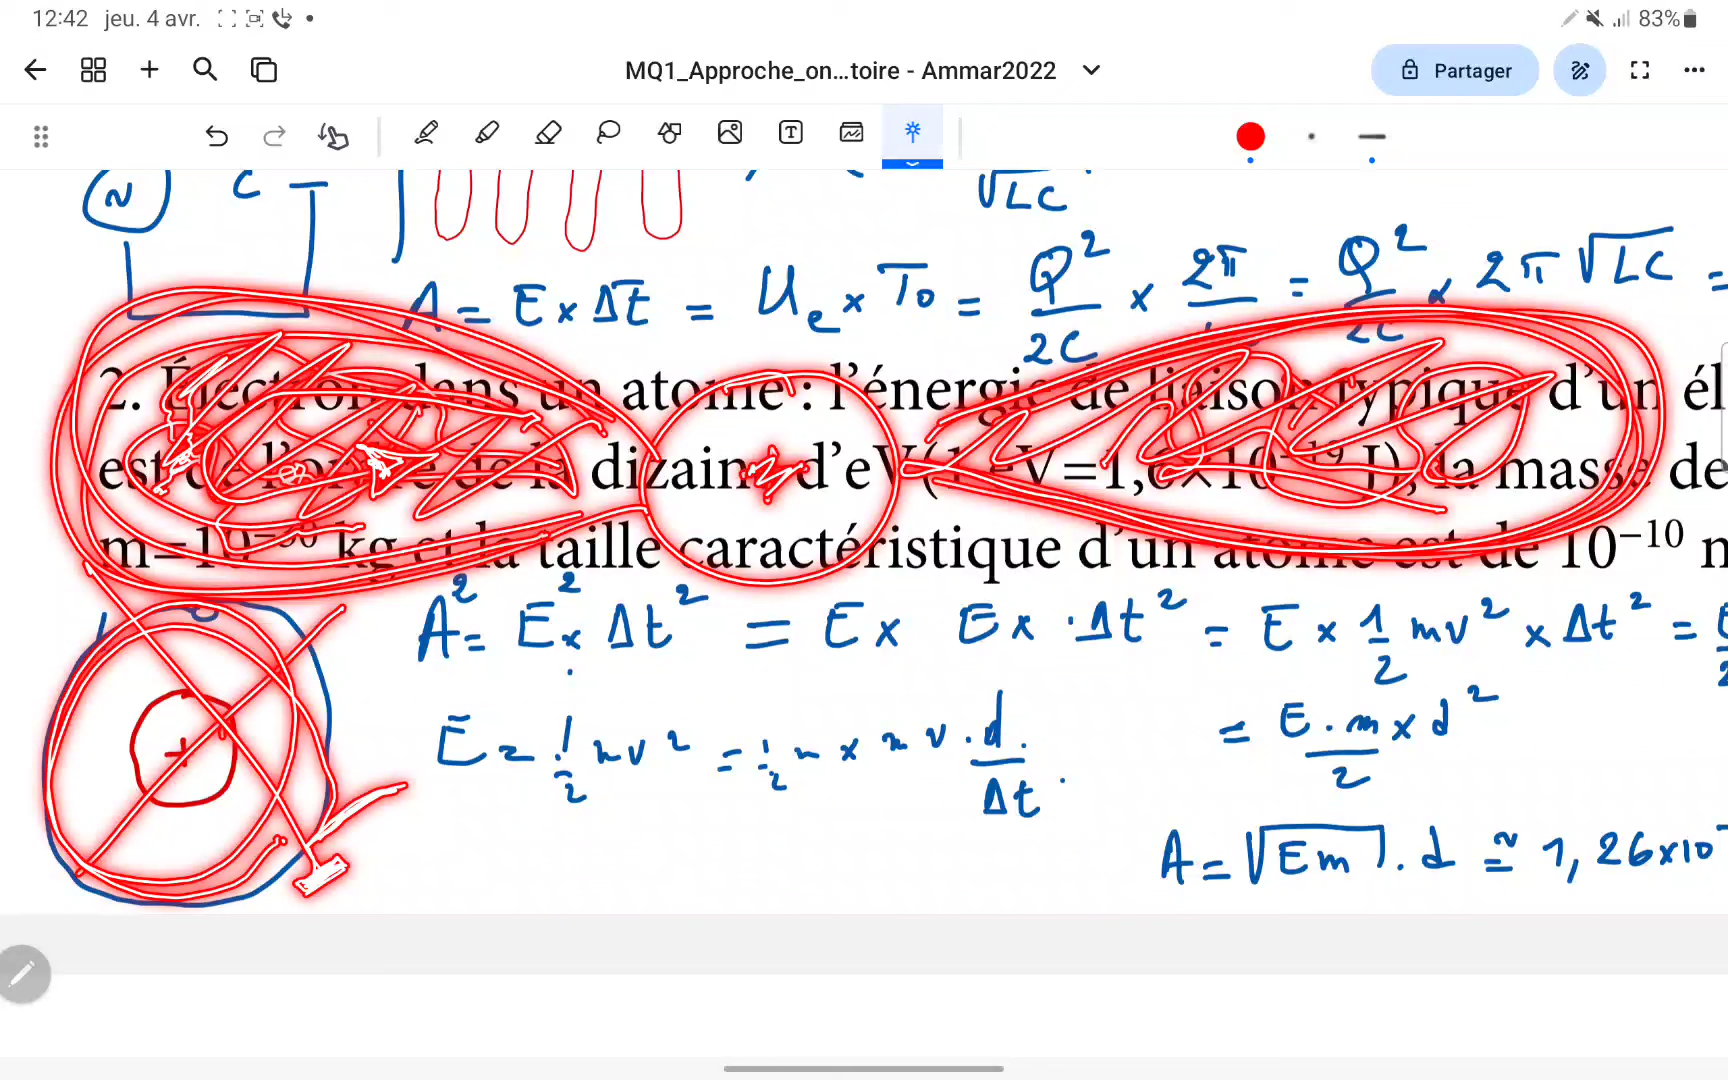 12:42 jeu. 4 avr.
83%
MQ1_Approche_on...toire - Ammar2022
Partager
N C
√LC
A = E × Δt = Ue × T0 = Q²/2C × 2π = Q²/2C × 2π √LC =
2. Électron dans un atome : l’énergie de liaison typique d’un él
est de l’ordre de la dizaine d’eV(1 eV=1,6×10⁻¹⁹ J), la masse de
m=10⁻³⁰ kg et la taille caractéristique d’un atome est de 10⁻¹⁰ m
A² = E² × Δt² = E × E × Δt² = E × 1/2 mv² × Δt² =
E = 1/2 mv² = 1/2 m × v · d/Δt
= E·m × d²/2
+
A = √Em · d ≃ 1,26×10